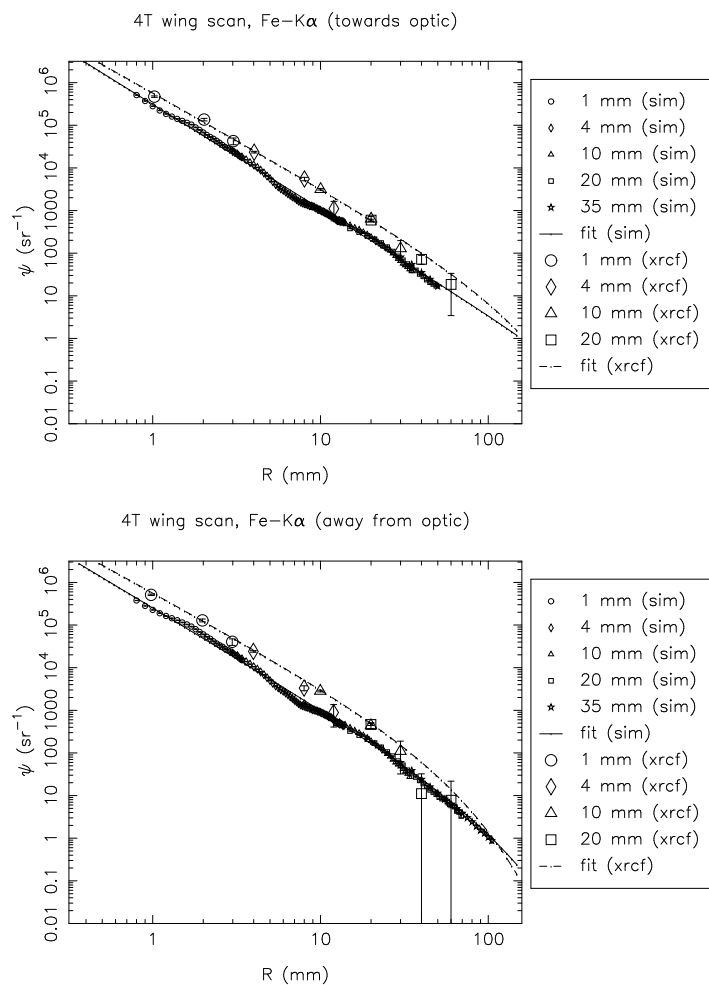 4T wing scan, Fe−Kα (towards optic)
10⁶
10⁵
10⁴
1000
100
10
1
0.1
0.01
ψ (sr⁻¹)
1
10
100
R (mm)
1 mm (sim)
4 mm (sim)
10 mm (sim)
20 mm (sim)
35 mm (sim)
fit (sim)
1 mm (xrcf)
4 mm (xrcf)
10 mm (xrcf)
20 mm (xrcf)
fit (xrcf)
4T wing scan, Fe−Kα (away from optic)
10⁶
10⁵
10⁴
1000
100
10
1
0.1
0.01
ψ (sr⁻¹)
1
10
100
R (mm)
1 mm (sim)
4 mm (sim)
10 mm (sim)
20 mm (sim)
35 mm (sim)
fit (sim)
1 mm (xrcf)
4 mm (xrcf)
10 mm (xrcf)
20 mm (xrcf)
fit (xrcf)